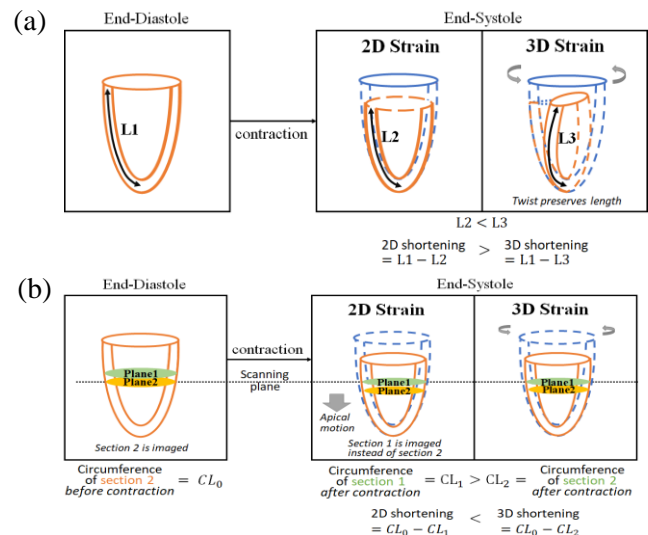 (a)
End-Diastole
End-Systole
2D Strain
3D Strain
L1
contraction
L2
L3
Twist preserves length
L2 < L3
2D shortening > 3D shortening
= L1 − L2
= L1 − L3
(b)
End-Diastole
End-Systole
2D Strain
3D Strain
contraction
Plane1
Plane2
Scanning
plane
Plane1
Plane2
Plane1
Plane2
Apical
motion
Section 2 is imaged
Section 1 is imaged
instead of section 2
Circumference
of section 2 = CL₀
before contraction
Circumference
of section 1 = CL₁ > CL₂ =
after contraction
Circumference
of section 2
after contraction
2D shortening < 3D shortening
= CL₀ − CL₁
= CL₀ − CL₂